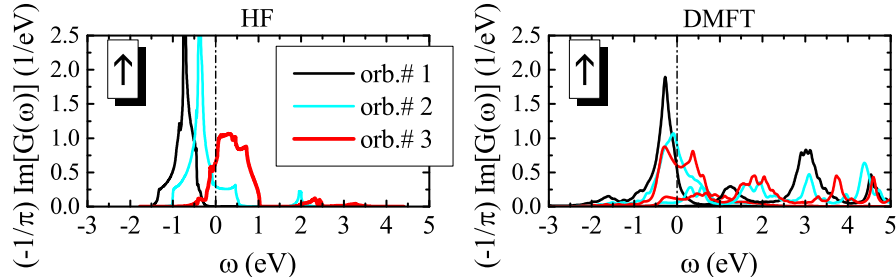 HF
(-1/π) Im[G(ω)] (1/eV)
2.5
2.0
1.5
1.0
0.5
0.0
↑
orb.# 1
orb.# 2
orb.# 3
-3 -2 -1 0 1 2 3 4 5
ω (eV)
DMFT
(-1/π) Im[G(ω)] (1/eV)
2.5
2.0
1.5
1.0
0.5
0.0
↑
-3 -2 -1 0 1 2 3 4 5
ω (eV)